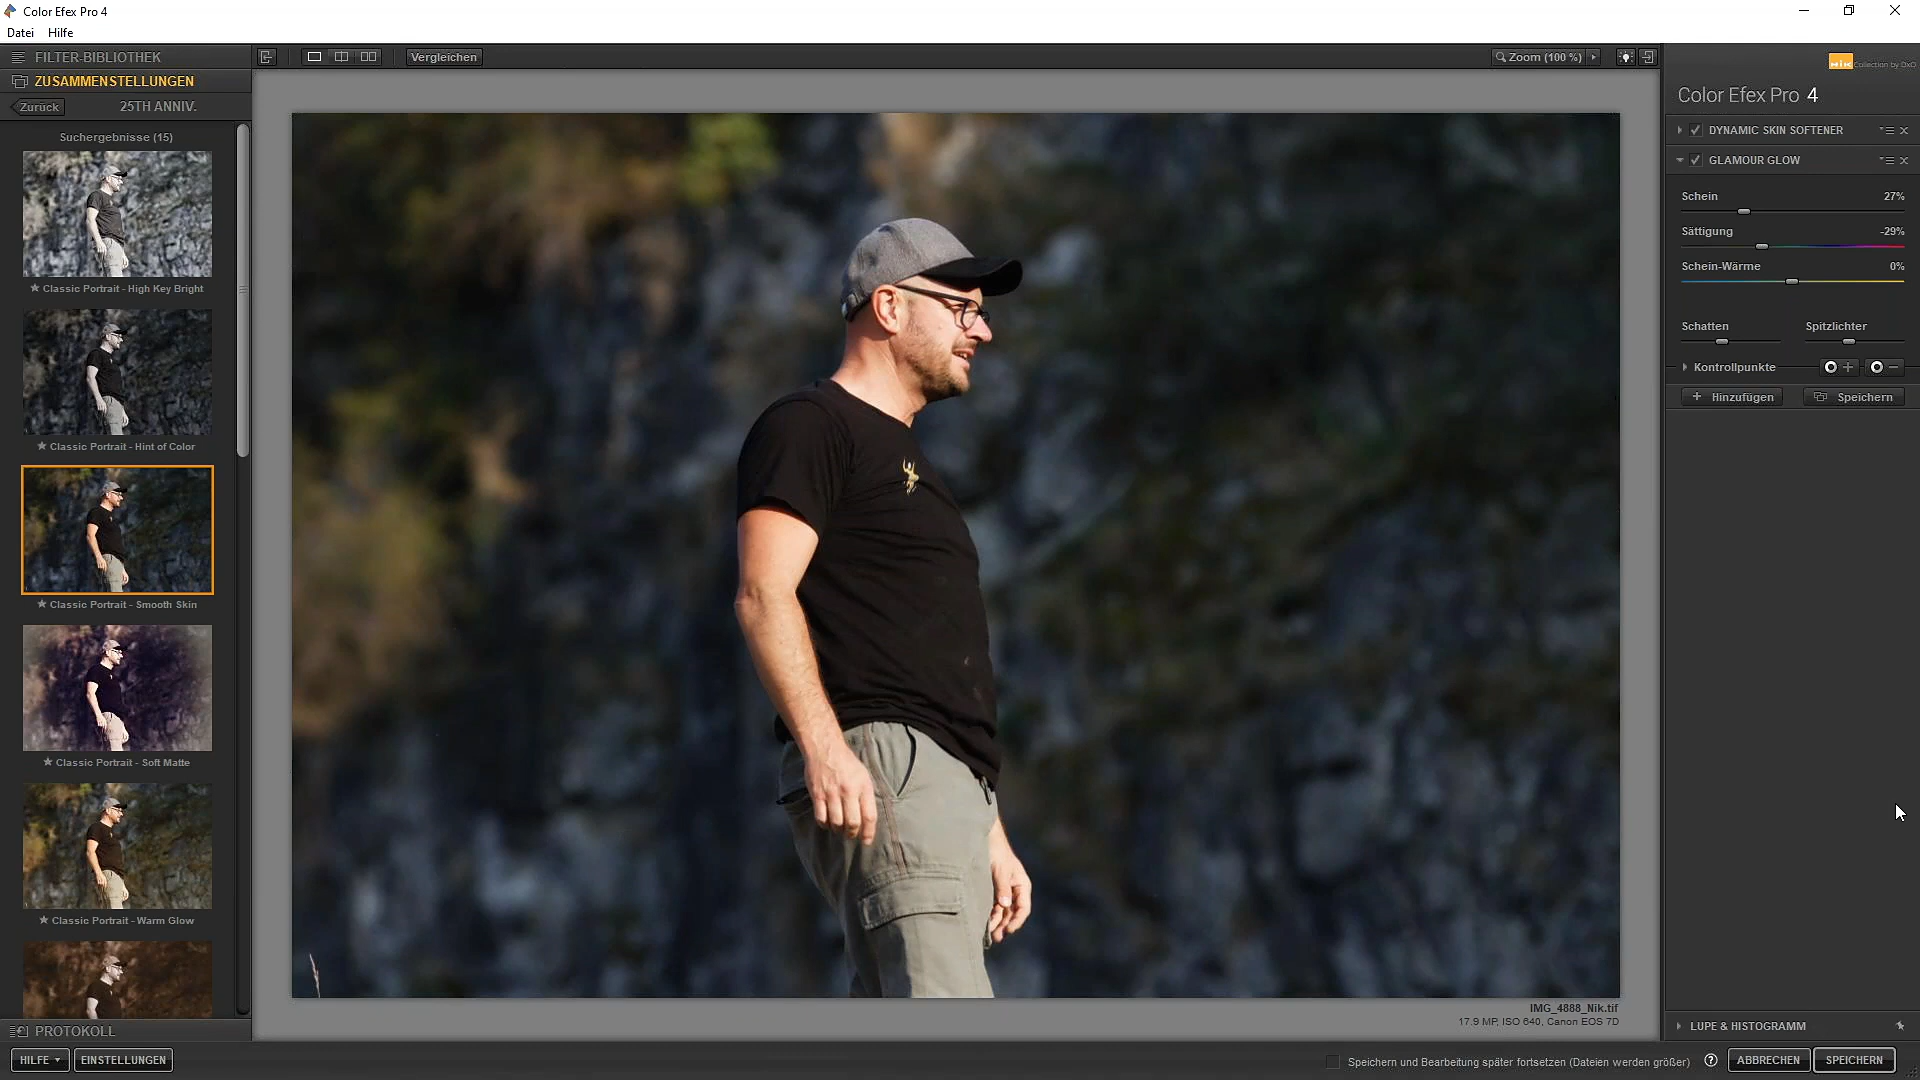 Color Efex Pro 4
Datei Hilfe
FILTER-BIBLIOTHEK
ZUSAMMENSTELLUNGEN
Zurück 25TH ANNIV.
Suchergebnisse (15)
Classic Portrait - High Key Bright
Classic Portrait - Hint of Color
Classic Portrait - Smooth Skin
Classic Portrait - Soft Matte
Classic Portrait - Warm Glow
PROTOKOLL
HILFE EINSTELLUNGEN
Vergleichen
Zoom (100 %)
IMG_4888_Nik.tif
17.9 MP, ISO 640, Canon EOS 7D
Nik Collection by DxO
Color Efex Pro 4
DYNAMIC SKIN SOFTENER
GLAMOUR GLOW
Schein 27%
Sättigung -29%
Schein-Wärme 0%
Schatten Spitzlichter
Kontrollpunkte
Hinzufügen Speichern
LUPE & HISTOGRAMM
Speichern und Bearbeitung später fortsetzen (Dateien werden größer) ? ABBRECHEN SPEICHERN